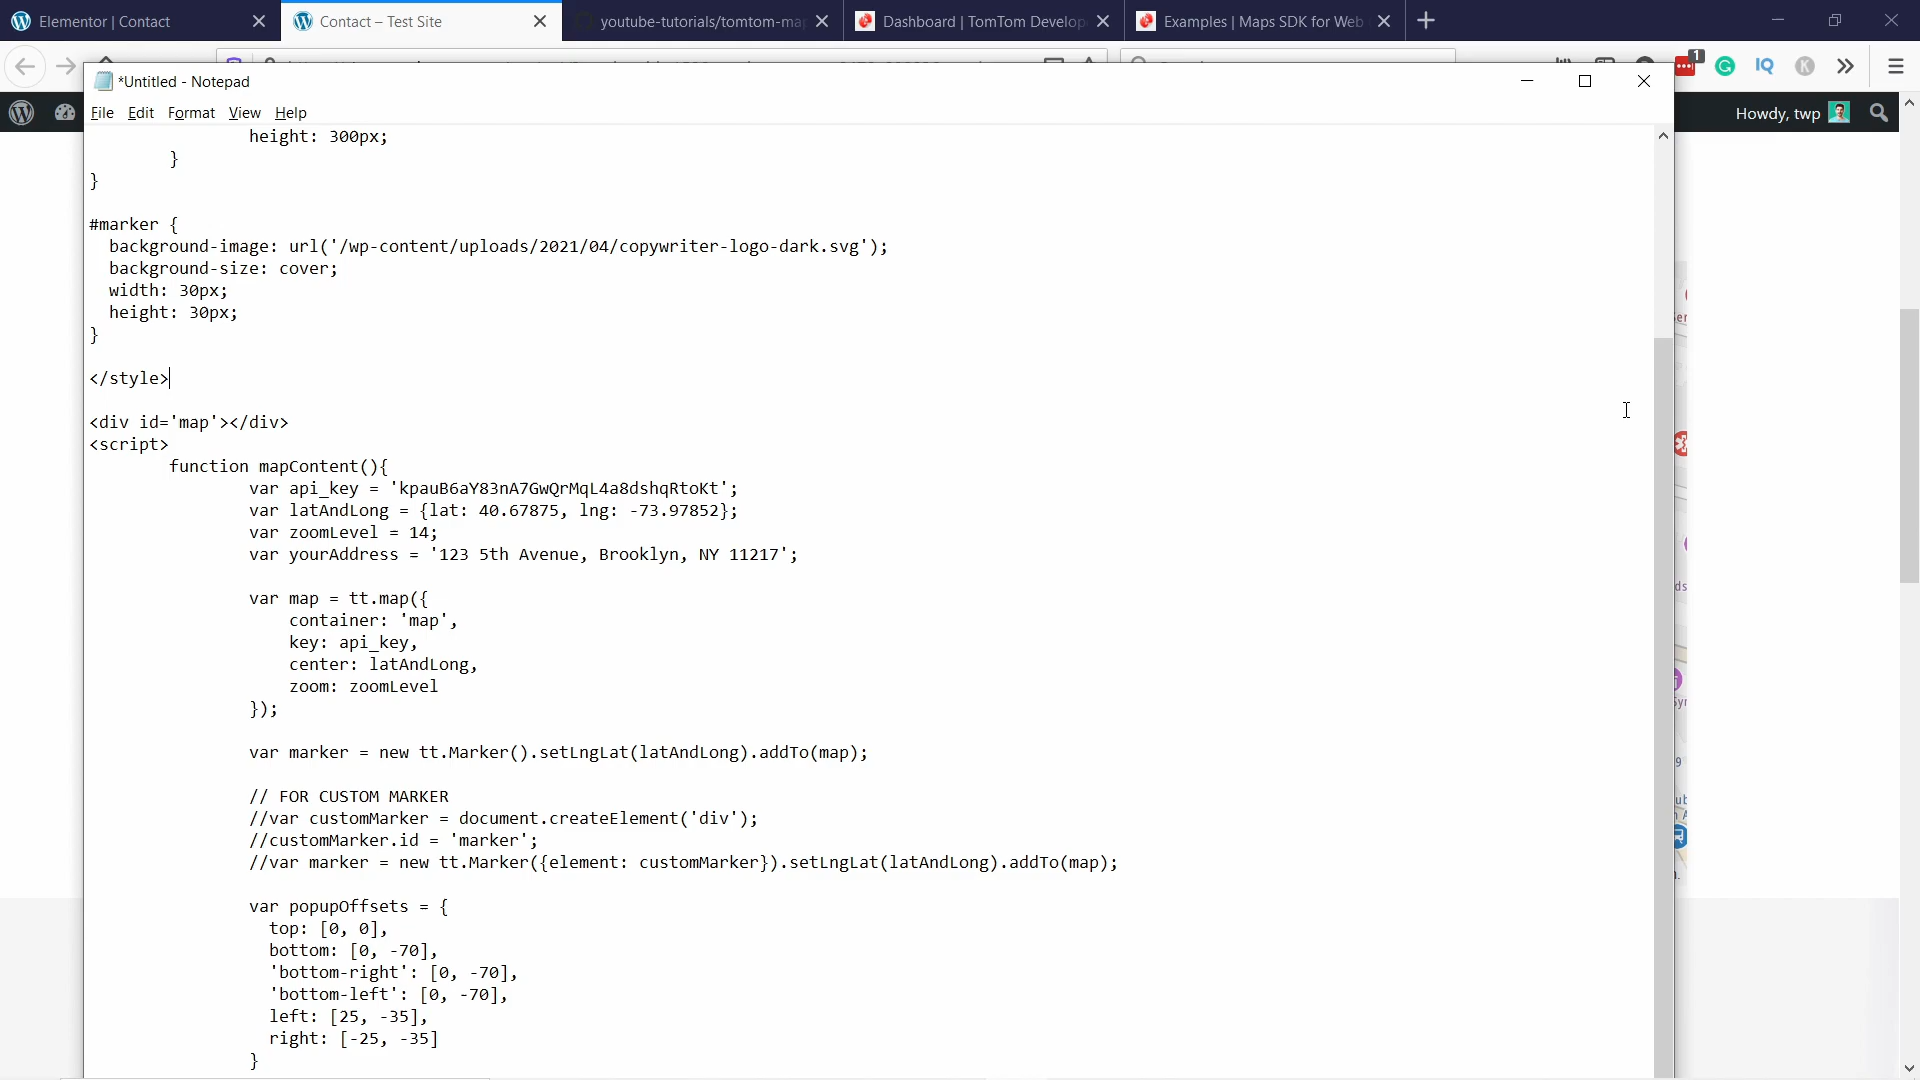 Elementor | Contact
Contact – Test Site
youtube-tutorials/tomtom-map
Dashboard | TomTom Develop
Examples | Maps SDK for Web
1
IQ
K
*Untitled - Notepad
File Edit Format View Help
Howdy, twp
height: 300px;
}
}
#marker {
background-image: url('/wp-content/uploads/2021/04/copywriter-logo-dark.svg');
background-size: cover;
width: 30px;
height: 30px;
}
</style>
<div id='map'></div>
<script>
function mapContent(){
var api_key = 'kpauB6aY83nA7GwQrMqL4a8dshqRtoKt';
var latAndLong = {lat: 40.67875, lng: -73.97852};
var zoomLevel = 14;
var yourAddress = '123 5th Avenue, Brooklyn, NY 11217';
var map = tt.map({
container: 'map',
key: api_key,
center: latAndLong,
zoom: zoomLevel
});
var marker = new tt.Marker().setLngLat(latAndLong).addTo(map);
// FOR CUSTOM MARKER
//var customMarker = document.createElement('div');
//customMarker.id = 'marker';
//var marker = new tt.Marker({element: customMarker}).setLngLat(latAndLong).addTo(map);
var popupOffsets = {
top: [0, 0],
bottom: [0, -70],
'bottom-right': [0, -70],
'bottom-left': [0, -70],
left: [25, -35],
right: [-25, -35]
}